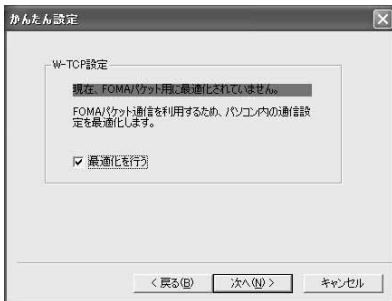 かんたん設定
W-TCP設定
現在、FOMAパケット用に最適化されていません。
FOMAパケット通信を利用するため、パソコン内の通信設
定を最適化します。
最適化を行う
< 戻る(B)
次へ(N) >
キャンセル